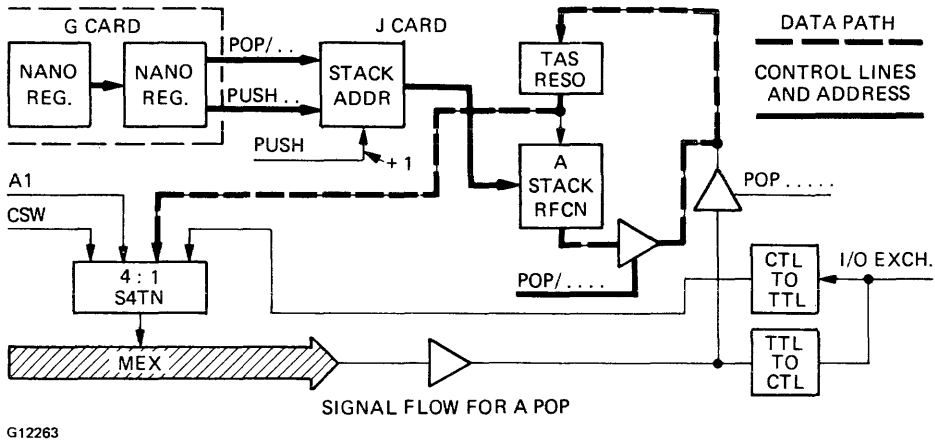 G CARD
J CARD
DATA PATH
CONTROL LINES
AND ADDRESS
NANO
REG.
NANO
REG.
POP/ . .
PUSH . .
STACK
ADDR
TAS
RESO
PUSH
+ 1
A
STACK
RFCN
A1
CSW
POP . . . . .
POP/ . . . .
4 : 1
S4TN
CTL
TO
TTL
I/O EXCH.
MEX
TTL
TO
CTL
SIGNAL FLOW FOR A POP
G12263